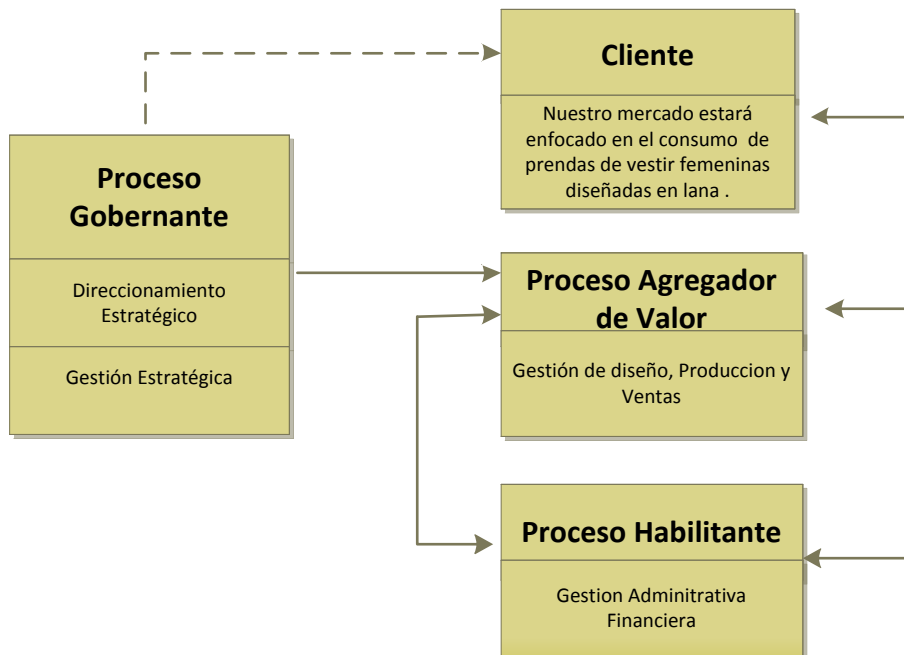 Cliente
Nuestro mercado estará
enfocado en el consumo de
prendas de vestir femeninas
diseñadas en lana .
Proceso
Gobernante
Direccionamiento
Estratégico
Gestión Estratégica
Proceso Agregador
de Valor
Gestión de diseño, Produccion y
Ventas
Proceso Habilitante
Gestion Adminitrativa
Financiera